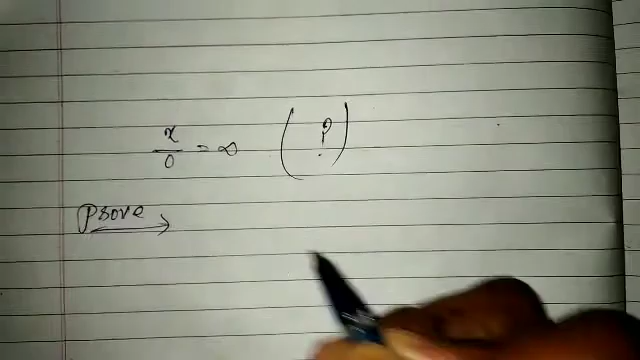 x/0 = ∞ (?)
Prove →